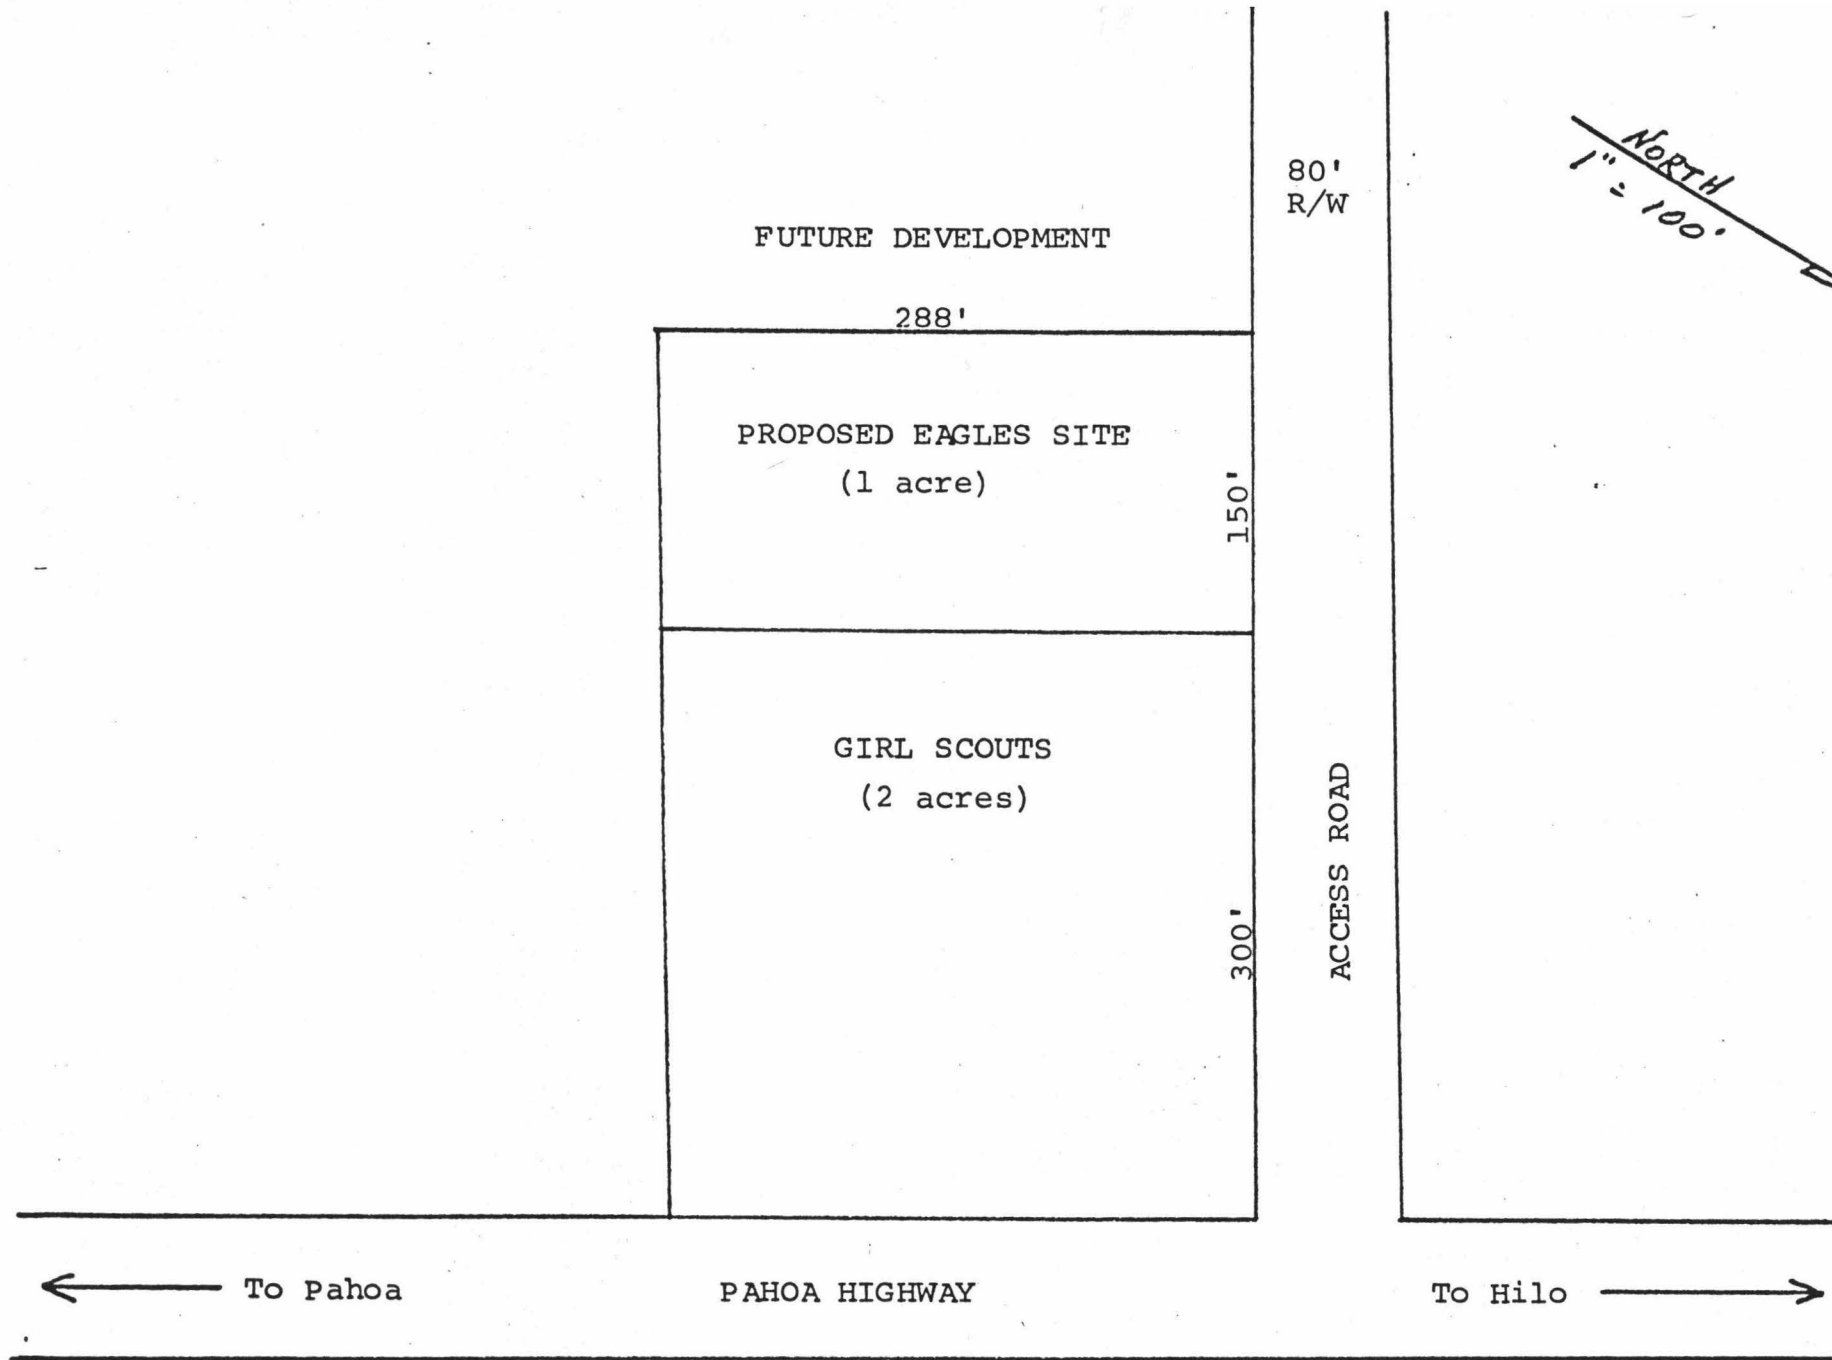 80'
R/W
NORTH
1" = 100'
FUTURE DEVELOPMENT
288'
PROPOSED EAGLES SITE
(1 acre)
150'
GIRL SCOUTS
(2 acres)
300'
ACCESS ROAD
To Pahoa
PAHOA HIGHWAY
To Hilo